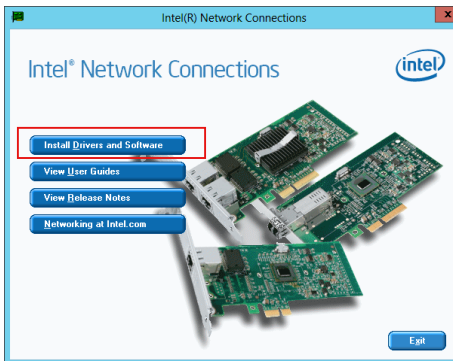 Intel(R) Network Connections
x
Intel® Network Connections
intel
Install Drivers and Software
View User Guides
View Release Notes
Networking at Intel.com
Exit